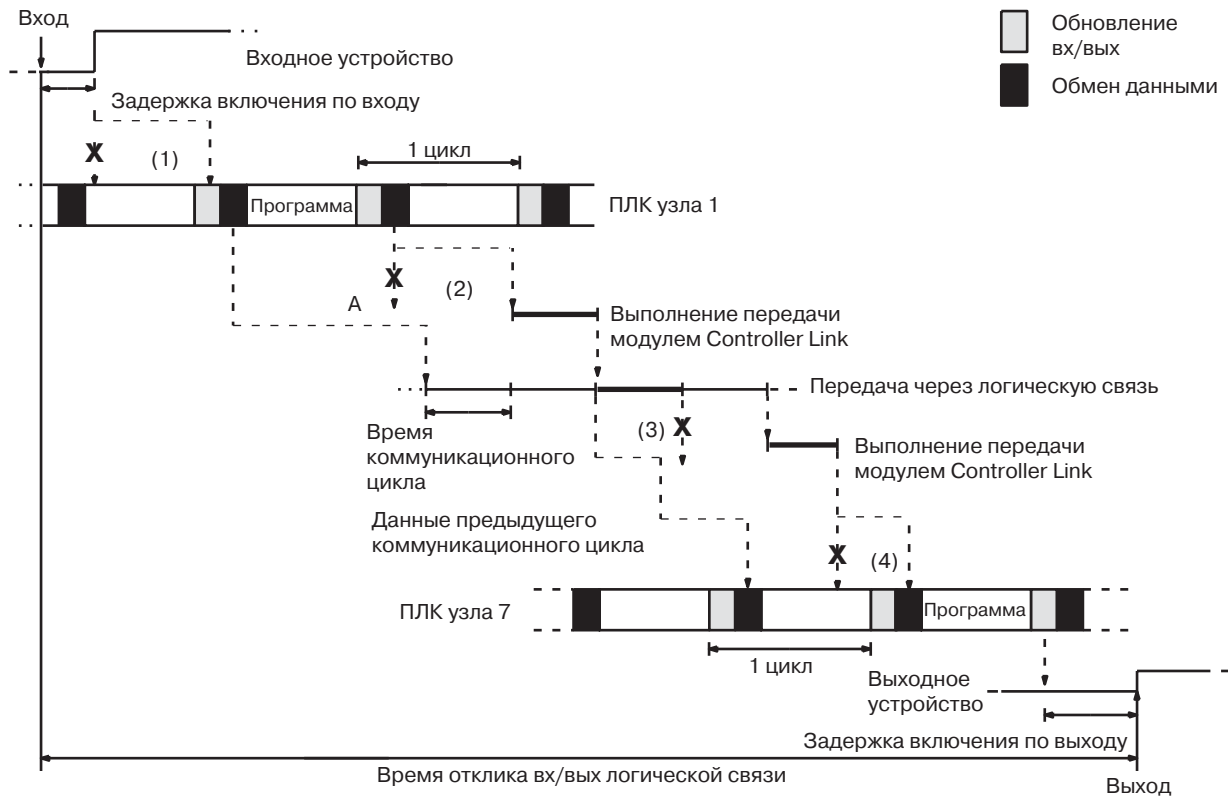 Вход
Обновление
вх/вых
Входное устройство
Обмен данными
Задержка включения по входу
X
(1)
1 цикл
Программа
ПЛК узла 1
X
(2)
A
Выполнение передачи
модулем Controller Link
Передача через логическую связь
Время
коммуникационного
цикла
(3)
X
Выполнение передачи
модулем Controller Link
Данные предыдущего
коммуникационного цикла
X
(4)
ПЛК узла 7
Программа
1 цикл
Выходное
устройство
Задержка включения по выходу
Время отклика вх/вых логической связи
Выход